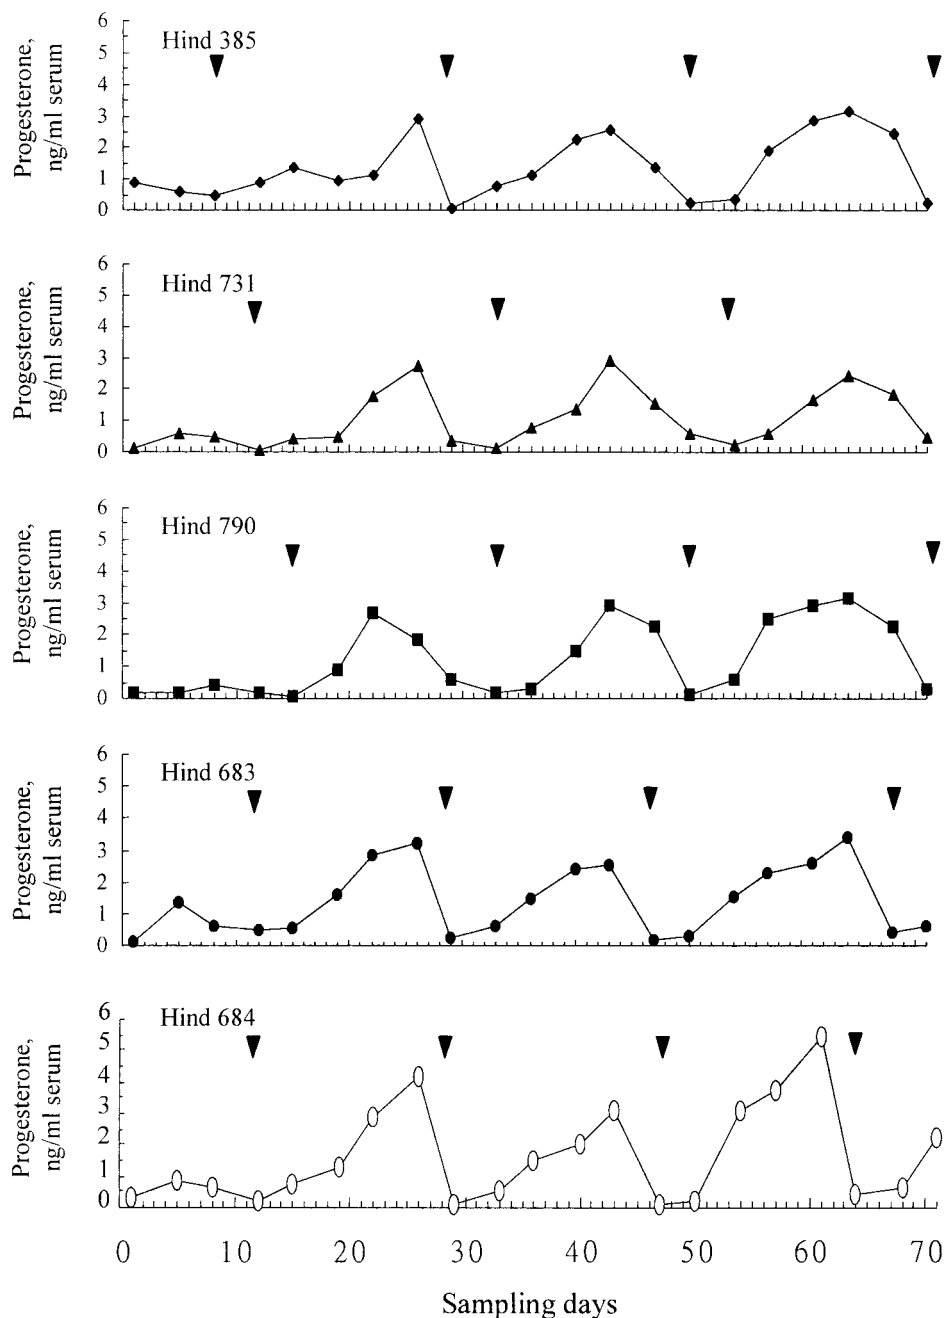 Progesterone,
ng/ml serum
6
5
4
3
2
1
0
Hind 385
Progesterone,
ng/ml serum
6
5
4
3
2
1
0
Hind 731
Progesterone,
ng/ml serum
6
5
4
3
2
1
0
Hind 790
Progesterone,
ng/ml serum
6
5
4
3
2
1
0
Hind 683
Progesterone,
ng/ml serum
6
5
4
3
2
1
0
Hind 684
0 10 20 30 40 50 60 70
Sampling days